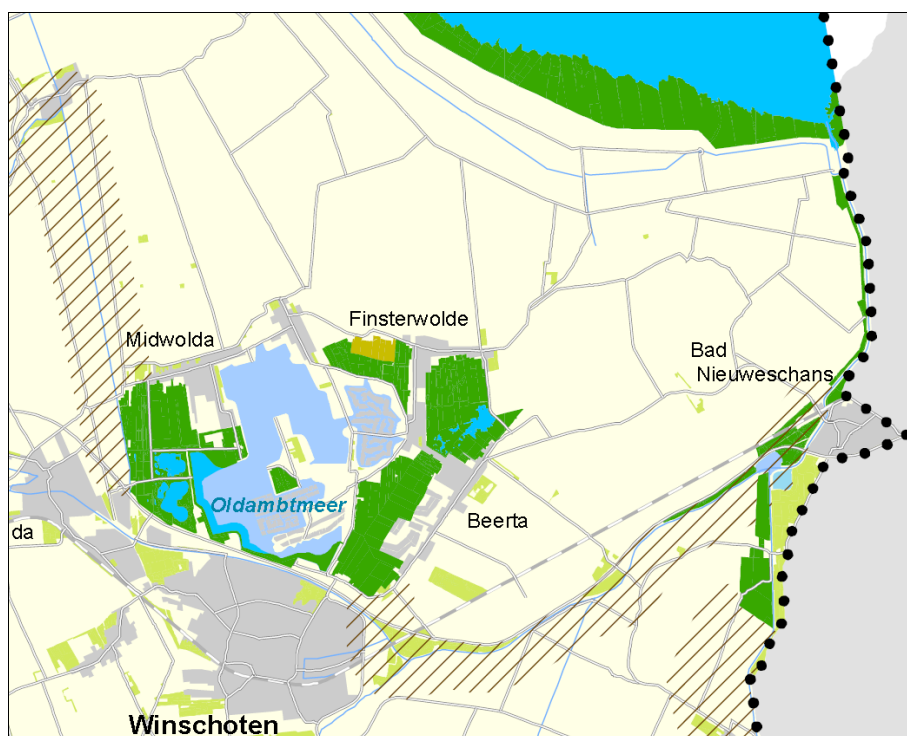 Finsterwolde
Midwolda
Bad
Nieuweschans
Oldambtmeer
Beerta
da
Winschoten